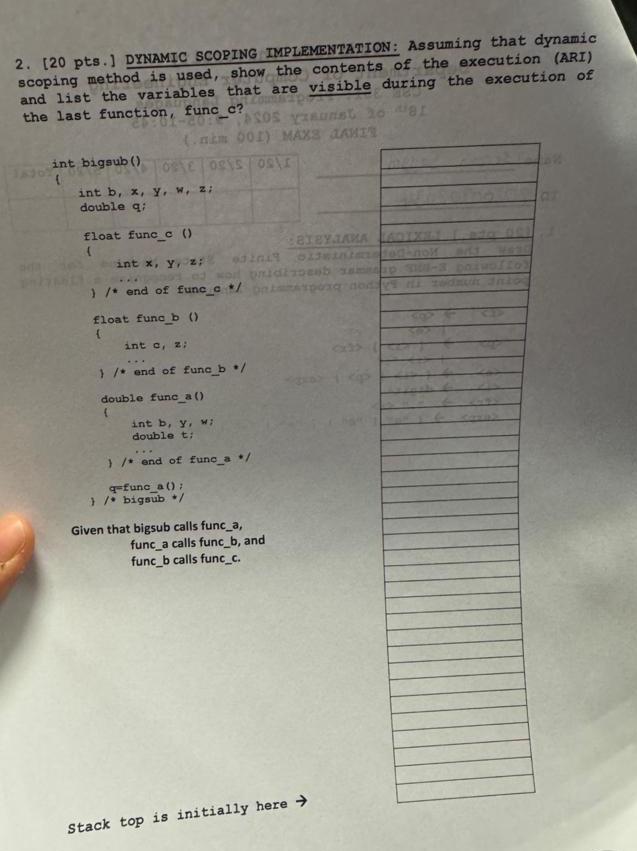 2. [20 pts.] DYNAMIC SCOPING IMPLEMENTATION: Assuming that dynamic
scoping method is used, show the contents of the execution (ARI)
and list the variables that are visible during the execution of
the last function, func_c?
int bigsub()
{
int b, x, y, w, z;
double q;
float func_c ()
{
int x, y, z;
...
} /* end of func_c */
float func_b ()
{
int c, z;
...
} /* end of func_b */
double func_a()
{
int b, y, w;
double t;
...
} /* end of func_a */
q=func_a();
} /* bigsub */
Given that bigsub calls func_a,
func_a calls func_b, and
func_b calls func_c.
Stack top is initially here →